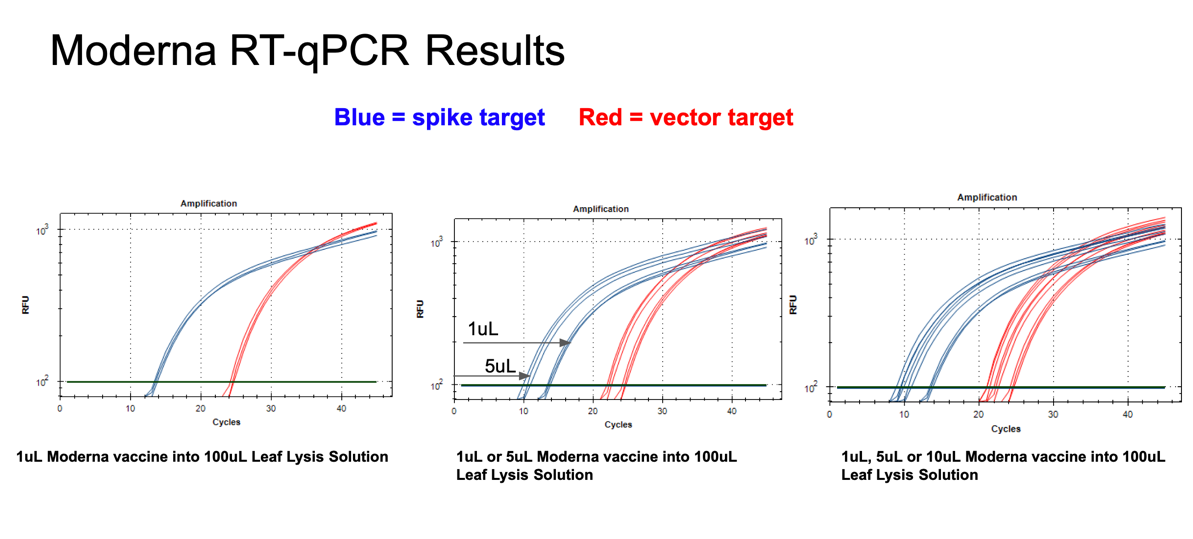 Moderna RT-qPCR Results
Blue = spike target Red = vector target
Amplification
RFU
10³
10²
0 10 20 30 40
Cycles
1uL Moderna vaccine into 100uL Leaf Lysis Solution
Amplification
RFU
10³
1uL
5uL
10²
0 10 20 30 40
Cycles
1uL or 5uL Moderna vaccine into 100uL
Leaf Lysis Solution
Amplification
RFU
10³
10²
0 10 20 30 40
Cycles
1uL, 5uL or 10uL Moderna vaccine into 100uL
Leaf Lysis Solution